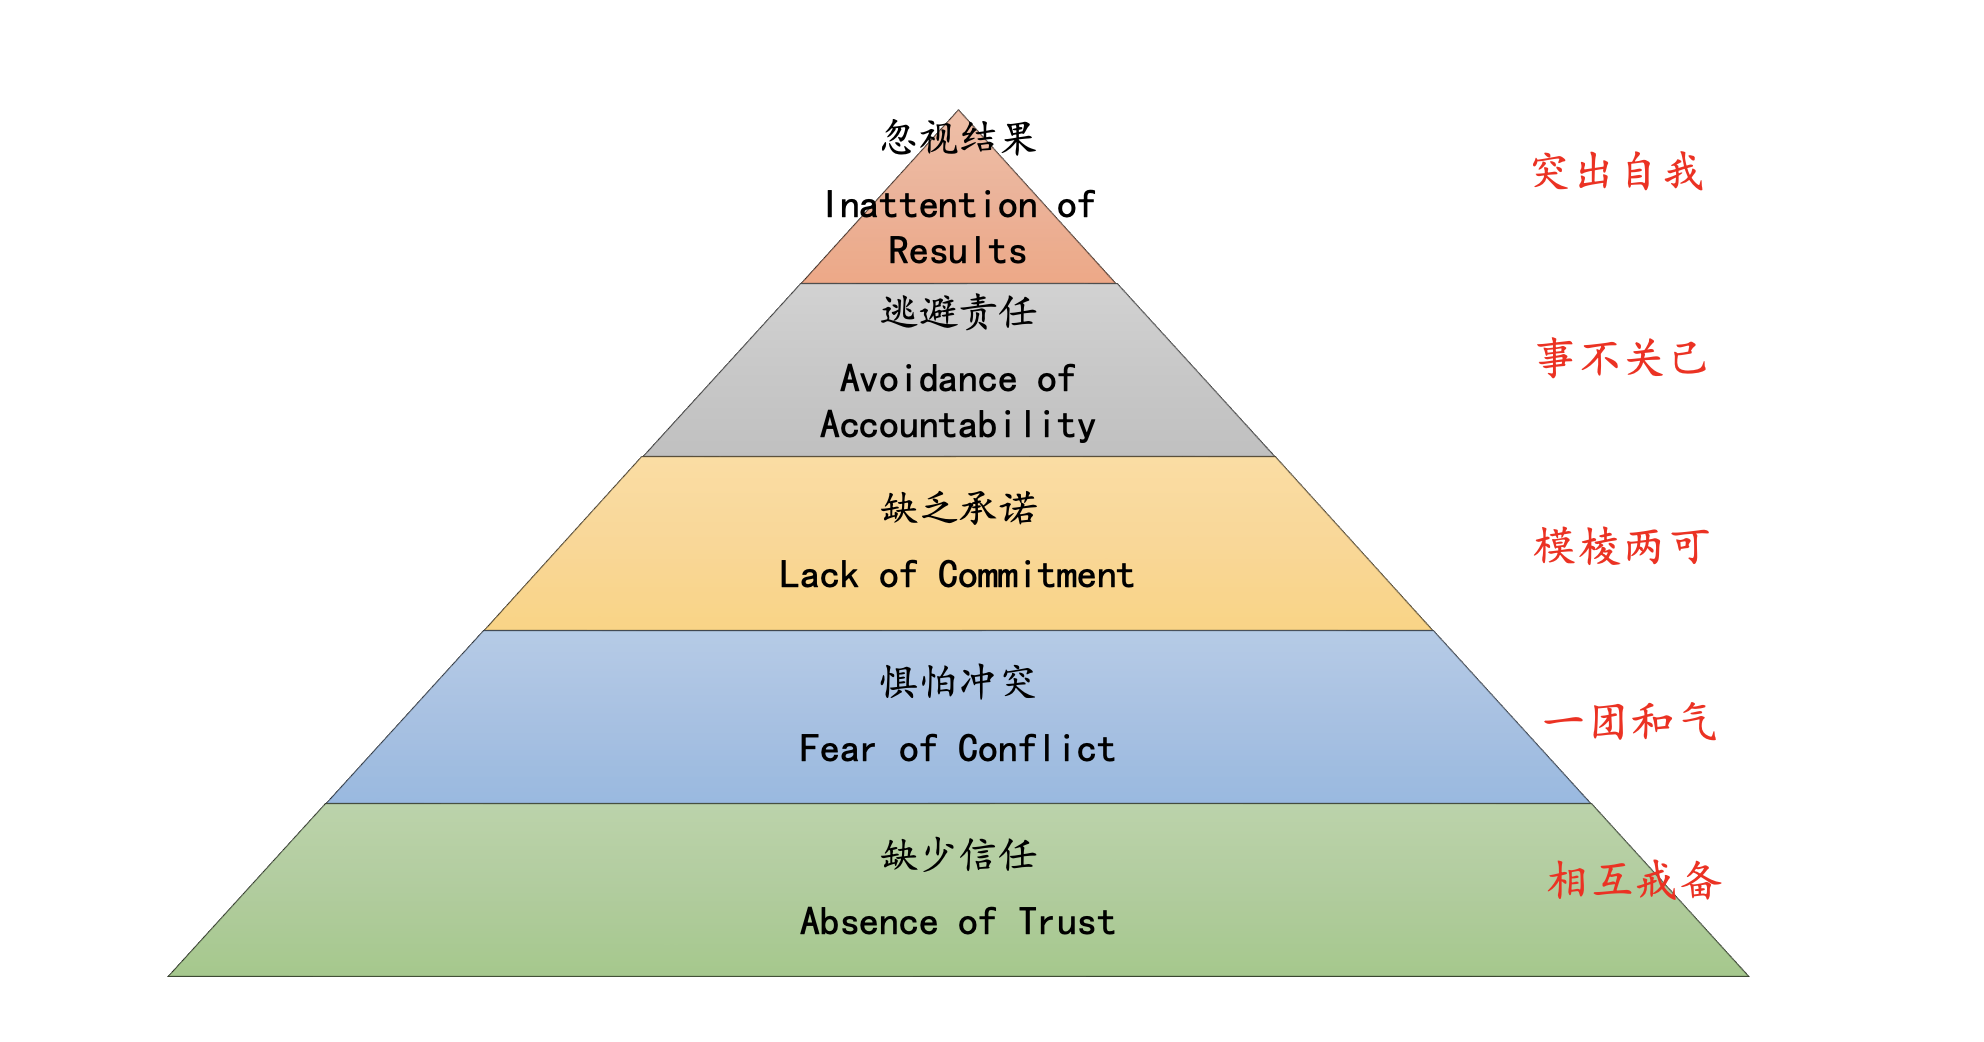 忽视结果
Inattention of
Results
突出自我
逃避责任
Avoidance of
Accountability
事不关己
缺乏承诺
Lack of Commitment
模棱两可
惧怕冲突
Fear of Conflict
一团和气
缺少信任
Absence of Trust
相互戒备